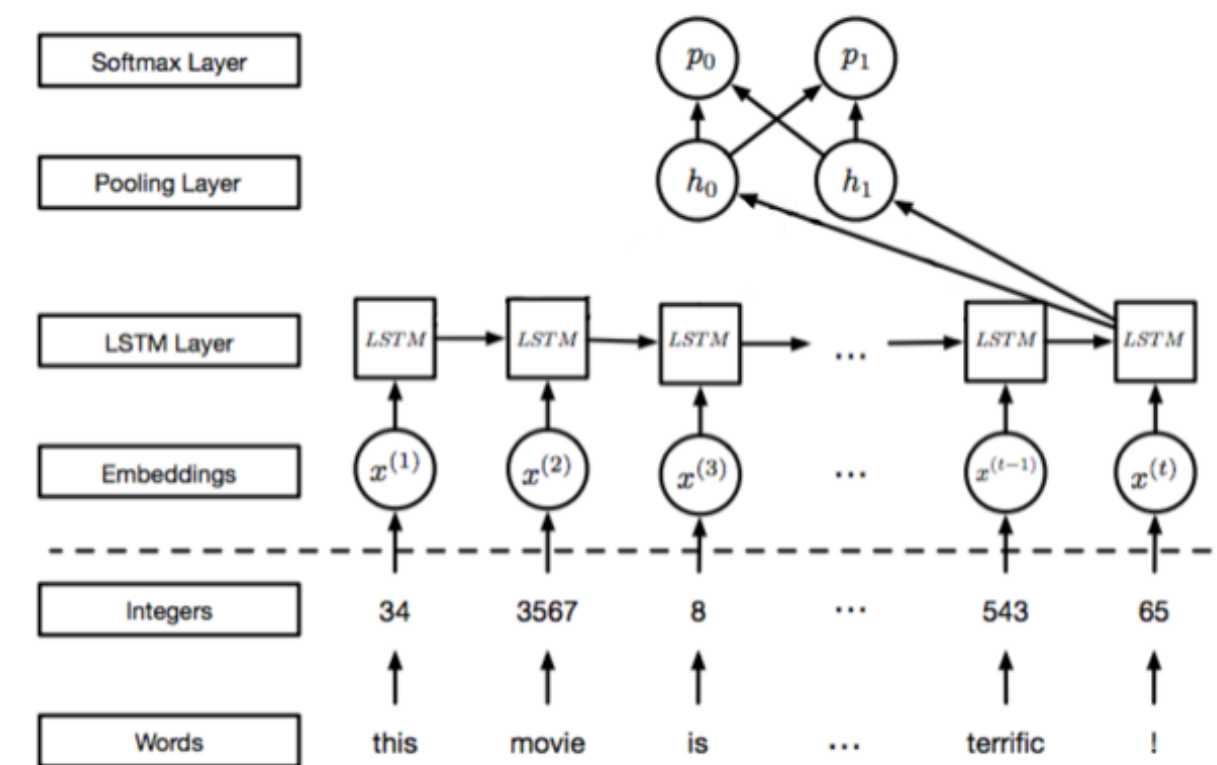 Softmax Layer p₀ p₁
Pooling Layer h₀ h₁
LSTM Layer LSTM LSTM LSTM ... LSTM LSTM
Embeddings x⁽¹⁾ x⁽²⁾ x⁽³⁾ ... x⁽ᵗ⁻¹⁾ x⁽ᵗ⁾
Integers 34 3567 8 ... 543 65
Words this movie is ... terrific !